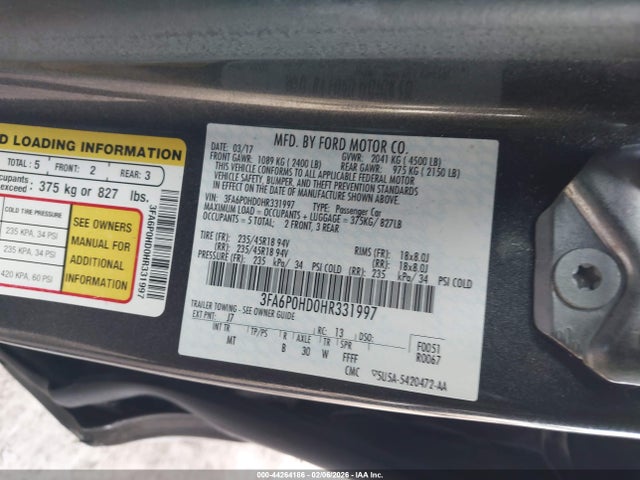 D LOADING INFORMATION
TOTAL: 5 FRONT: 2 REAR: 3
ccupants
exceed: 375 kg or 827 lbs.
COLD TIRE PRESSURE
235 KPA, 34 PSI
235 KPA, 34 PSI
420 KPA, 60 PSI
SEE OWNERS
MANUAL FOR
ADDITIONAL
INFORMATION
3FA6P0HD0HR331997
MFD. BY FORD MOTOR CO.
DATE: 03/17 GVWR: 2041 KG ( 4500 LB)
FRONT GAWR: 1089 KG ( 2400 LB) REAR GAWR: 975 KG ( 2150 LB)
THIS VEHICLE CONFORMS TO ALL APPLICABLE FEDERAL MOTOR
VEHICLE SAFETY, BUMPER, AND THEFT PREVENTION STANDARDS
IN EFFECT ON THE DATE OF MANUFACTURE SHOWN ABOVE.
VIN: 3FA6P0HD0HR331997 TYPE: Passenger Car
MAXIMUM LOAD = OCCUPANTS + LUGGAGE = 375KG/ 827LB
OCCUPANTS = 5 TOTAL; 2 FRONT, 3 REAR
TIRE (FR): 235/45R18 94V RIMS (FR): 18x8.0J
(RR): 235/45R18 94V (RR): 18x8.0J
PRESSURE (FR): 235 kPa/ 34 PSI COLD (RR): 235 kPa/ 34 PSI COLD
3FA6P0HD0HR331997
TRAILER TOWING - SEE OWNER GUIDE
EXT PNT: J7 RC: 13 DSO: F0051
INT TR TP/PS R AXLE TR SPR R0067
MT B 30 W FFFF
CMC 5U5A-5420472-AA
000-44264186 - 02/06/2026 - IAA, Inc.